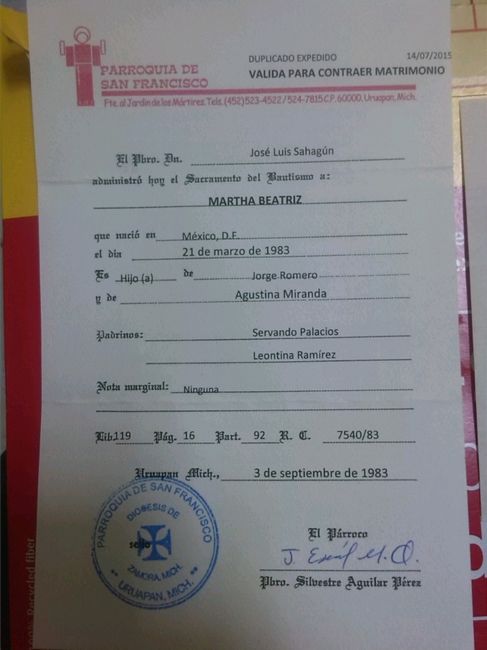 DUPLICADO EXPEDIDO 14/07/2015
PARROQUIA DE VALIDA PARA CONTRAER MATRIMONIO
SAN FRANCISCO
Fte. al Jardin de los Mártires Tels. (452)523-4522 / 524-7815 C.P. 60000, Uruapan, Mich.
El Pbro. Dn. José Luis Sahagún
administró hoy el Sacramento del Bautismo a:
MARTHA BEATRIZ
que nació en México, D.F.
el dia 21 de marzo de 1983
Es Hijo (a) de Jorge Romero
y de Agustina Miranda
Padrinos: Servando Palacios
Leontina Ramírez
Nota marginal: Ninguna
Lib. 119 Pág. 16 Part. 92 R. C. 7540/83
Uruapan Mich., 3 de septiembre de 1983
PARROQUIA DE SAN FRANCISCO
DIOCESIS DE
sello
ZAMORA, MICH.
URUAPAN, MICH.
El Párroco
Pbro. Silvestre Aguilar Pérez
Recycled fiber